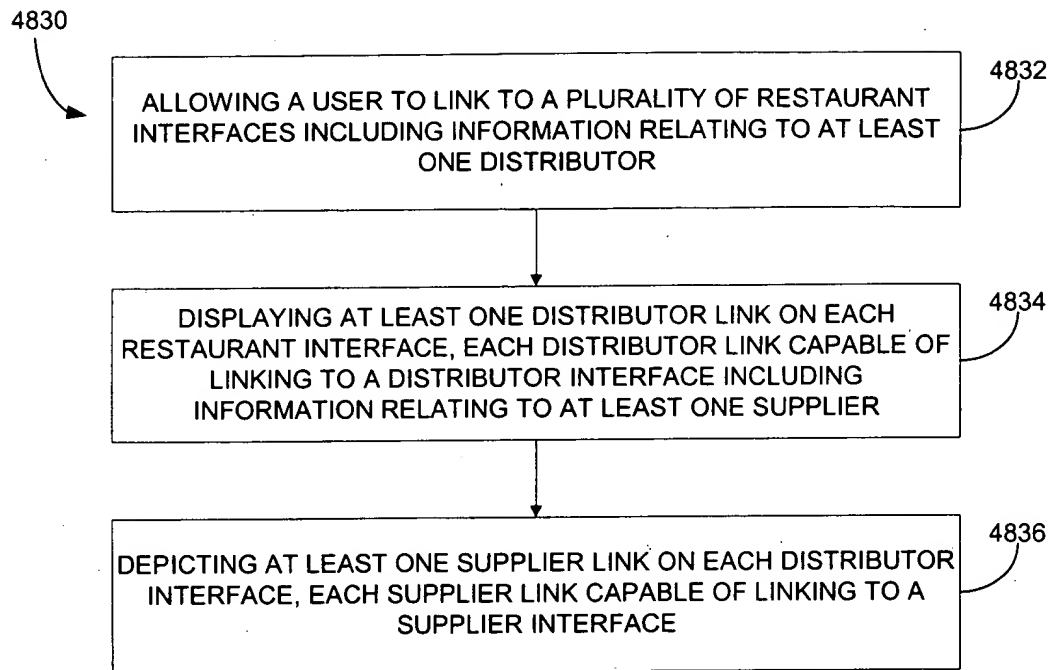 4830
4832
ALLOWING A USER TO LINK TO A PLURALITY OF RESTAURANT
INTERFACES INCLUDING INFORMATION RELATING TO AT LEAST
ONE DISTRIBUTOR
4834
DISPLAYING AT LEAST ONE DISTRIBUTOR LINK ON EACH
RESTAURANT INTERFACE, EACH DISTRIBUTOR LINK CAPABLE OF
LINKING TO A DISTRIBUTOR INTERFACE INCLUDING
INFORMATION RELATING TO AT LEAST ONE SUPPLIER
4836
DEPICTING AT LEAST ONE SUPPLIER LINK ON EACH DISTRIBUTOR
INTERFACE, EACH SUPPLIER LINK CAPABLE OF LINKING TO A
SUPPLIER INTERFACE